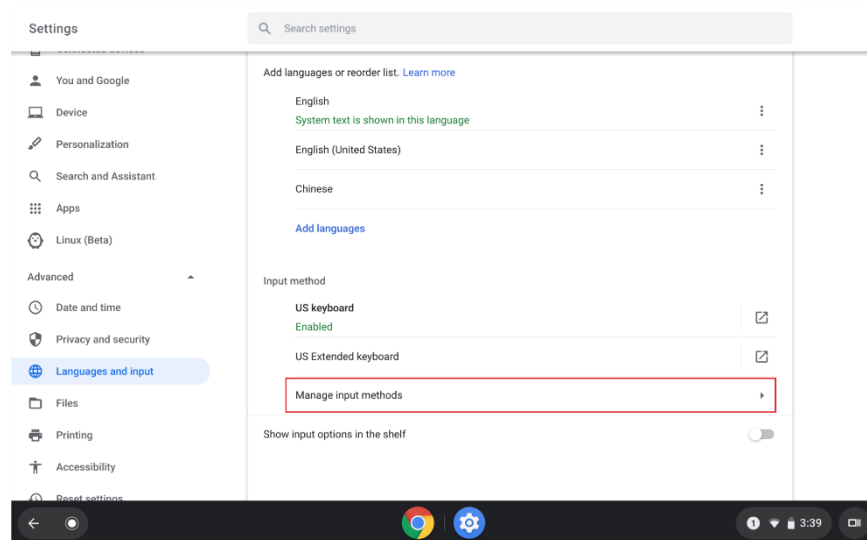 Settings
Search settings
You and Google
Device
Personalization
Search and Assistant
Apps
Linux (Beta)
Advanced
Date and time
Privacy and security
Languages and input
Files
Printing
Accessibility
Reset settings
Add languages or reorder list. Learn more
English
System text is shown in this language
English (United States)
Chinese
Add languages
Input method
US keyboard
Enabled
US Extended keyboard
Manage input methods
Show input options in the shelf
1 3:39